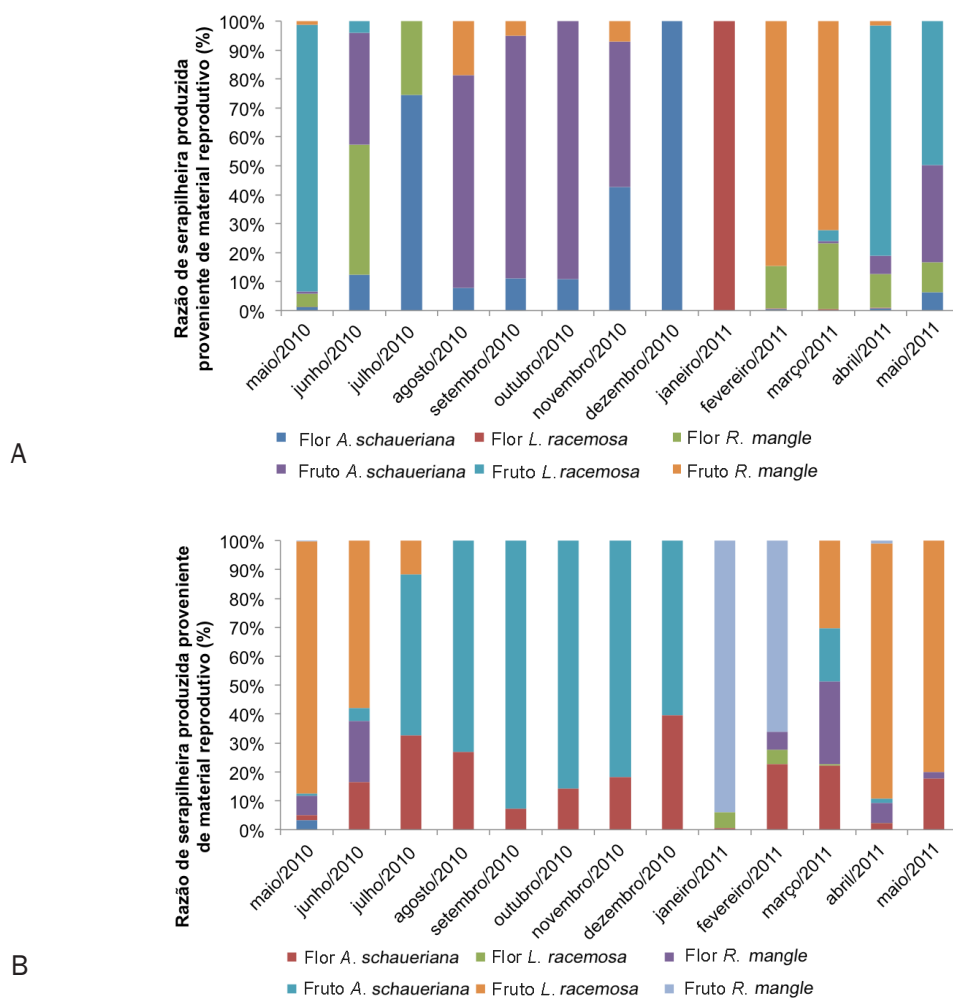 Razão de serapilheira produzida
proveniente de material reprodutivo (%)
100%
90%
80%
70%
60%
50%
40%
30%
20%
10%
0%
maio/2010
junho/2010
julho/2010
agosto/2010
setembro/2010
outubro/2010
novembro/2010
dezembro/2010
janeiro/2011
fevereiro/2011
março/2011
abril/2011
maio/2011
Flor A. schaueriana
Flor L. racemosa
Flor R. mangle
Fruto A. schaueriana
Fruto L. racemosa
Fruto R. mangle
A
Razão de serapilheira produzida proveniente
de material reprodutivo (%)
100%
90%
80%
70%
60%
50%
40%
30%
20%
10%
0%
maio/2010
junho/2010
julho/2010
agosto/2010
setembro/2010
outubro/2010
novembro/2010
dezembro/2010
janeiro/2011
fevereiro/2011
março/2011
abril/2011
maio/2011
Flor A. schaueriana
Flor L. racemosa
Flor R. mangle
Fruto A. schaueriana
Fruto L. racemosa
Fruto R. mangle
B